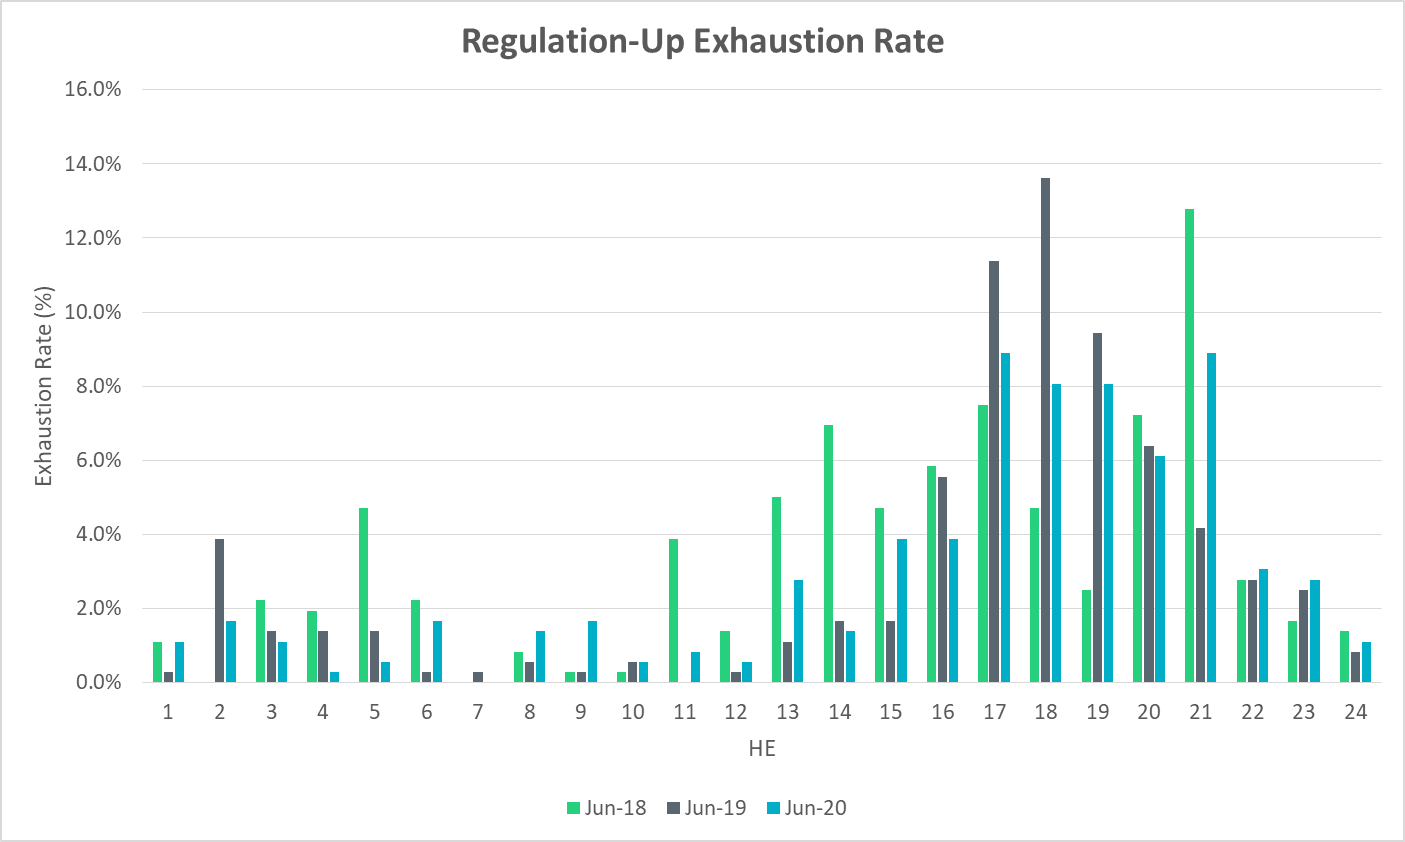 Regulation-Up Exhaustion Rate
16.0%
14.0%
12.0%
10.0%
8.0%
6.0%
4.0%
2.0%
0.0%
Exhaustion Rate (%)
1 2 3 4 5 6 7 8 9 10 11 12 13 14 15 16 17 18 19 20 21 22 23 24
HE
Jun-18 Jun-19 Jun-20